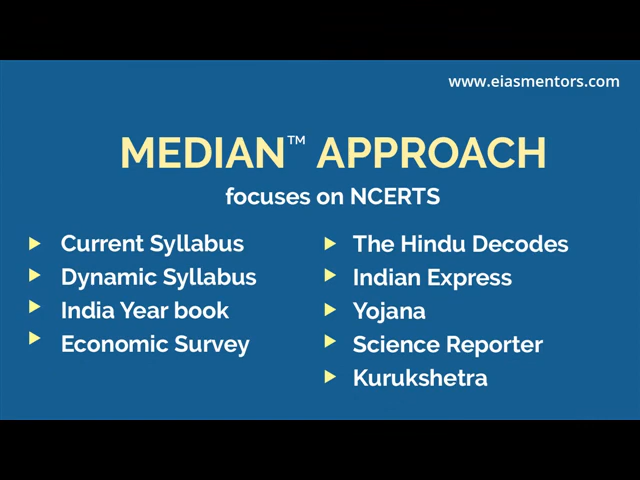 www.eiasmentors.com
MEDIAN™ APPROACH
focuses on NCERTS
Current Syllabus
Dynamic Syllabus
India Year book
Economic Survey
The Hindu Decodes
Indian Express
Yojana
Science Reporter
Kurukshetra